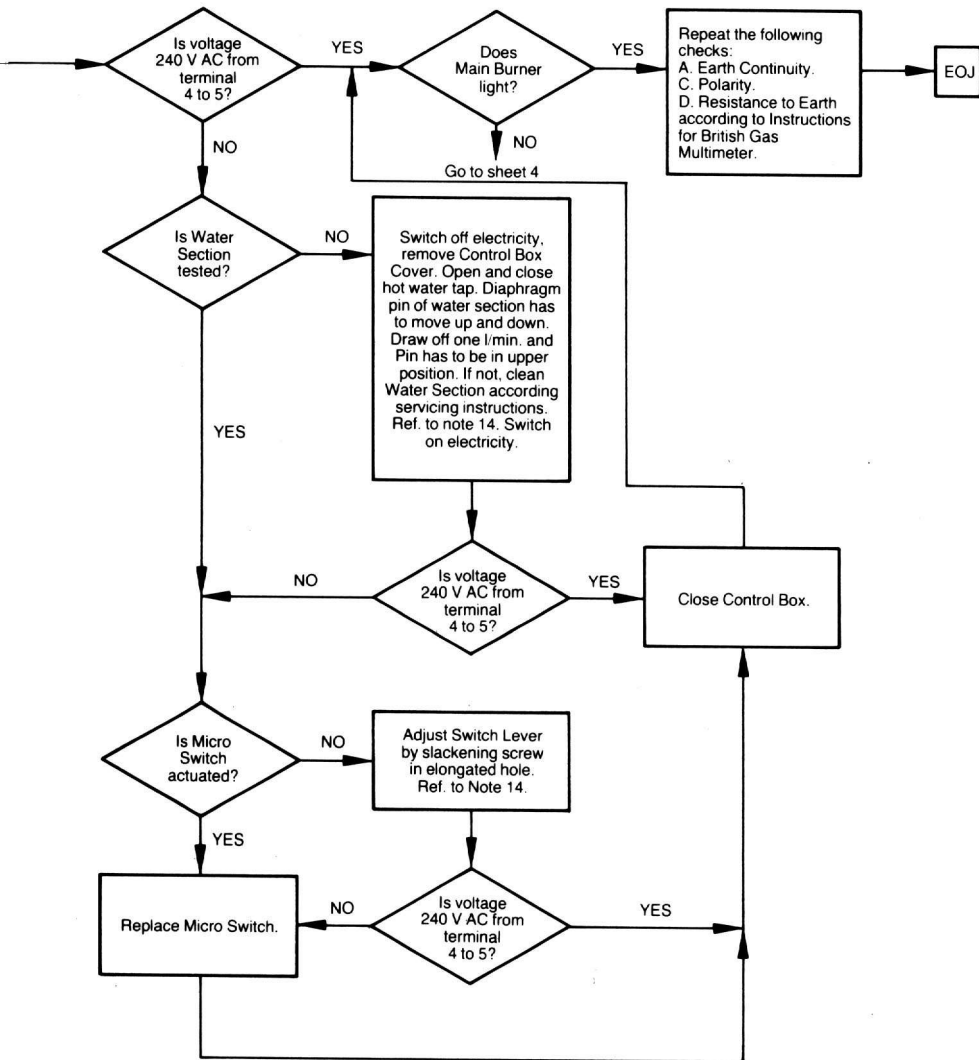 Is voltage
240 V AC from
terminal
4 to 5?
YES
Does
Main Burner
light?
YES
Repeat the following
checks:
A. Earth Continuity.
C. Polarity.
D. Resistance to Earth
according to Instructions
for British Gas
Multimeter.
EOJ
NO
NO
Go to sheet 4
Is Water
Section
tested?
NO
Switch off electricity,
remove Control Box
Cover. Open and close
hot water tap. Diaphragm
pin of water section has
to move up and down.
Draw off one l/min. and
Pin has to be in upper
position. If not, clean
Water Section according
servicing instructions.
Ref. to note 14. Switch
on electricity.
YES
Is voltage
240 V AC from
terminal
4 to 5?
NO
YES
Close Control Box.
Is Micro
Switch
actuated?
NO
Adjust Switch Lever
by slackening screw
in elongated hole.
Ref. to Note 14.
YES
Replace Micro Switch.
NO
Is voltage
240 V AC from
terminal
4 to 5?
YES